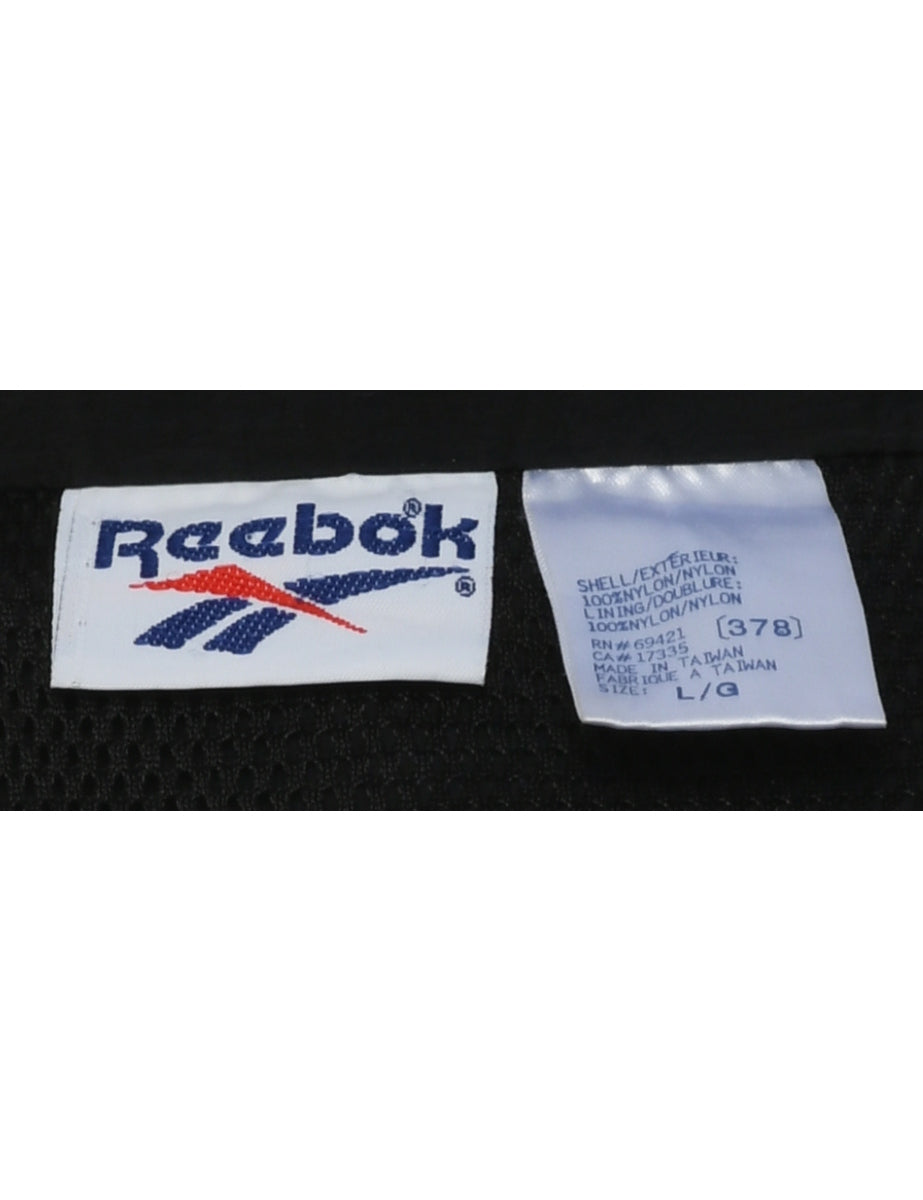 Reebok®
®
SHELL/EXTÉRIEUR:
100%NYLON/NYLON
LINING/DOUBLURE:
100%NYLON/NYLON
RN# 69421 [378]
CA# 17335
MADE IN TAIWAN
FABRIQUE A TAIWAN
SIZE: L/G